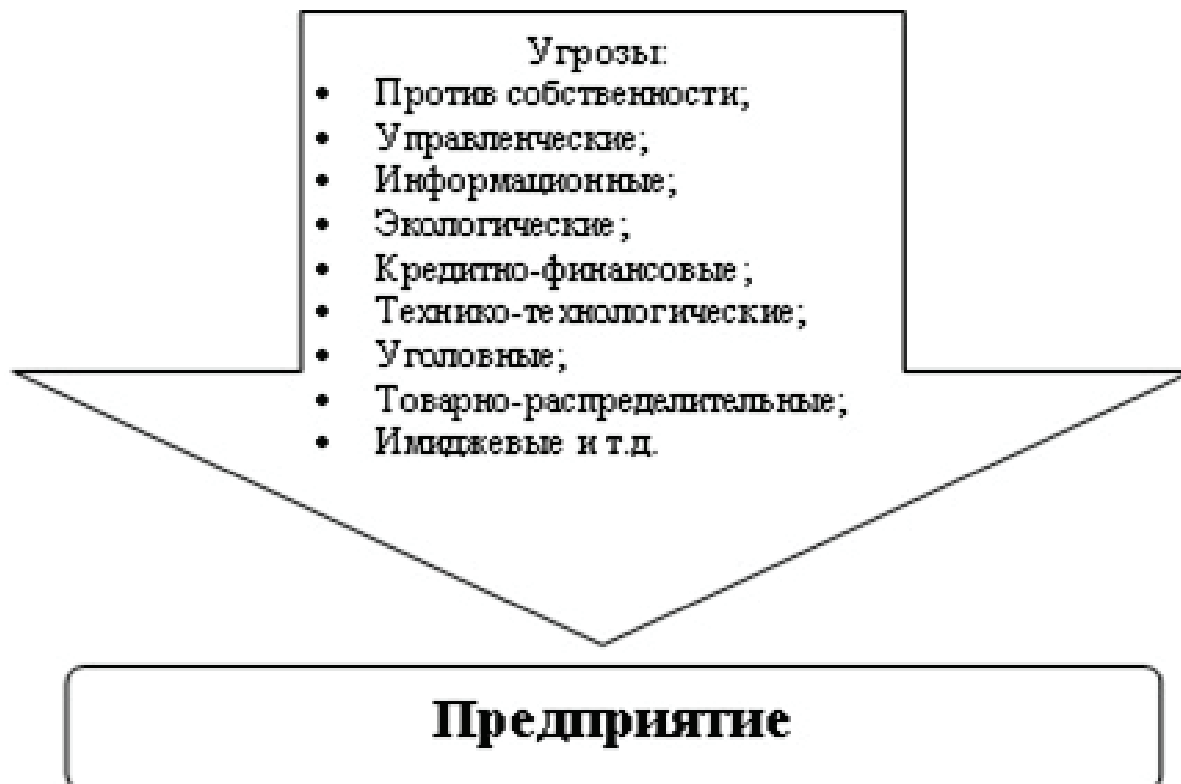 Угрозы:
• Против собственности;
• Управленческие;
• Информационные;
• Экологические;
• Кредитно-финансовые;
• Технико-технологические;
• Уголовные;
• Товарно-распределительные;
• Имиджевые и т.д.
Предприятие